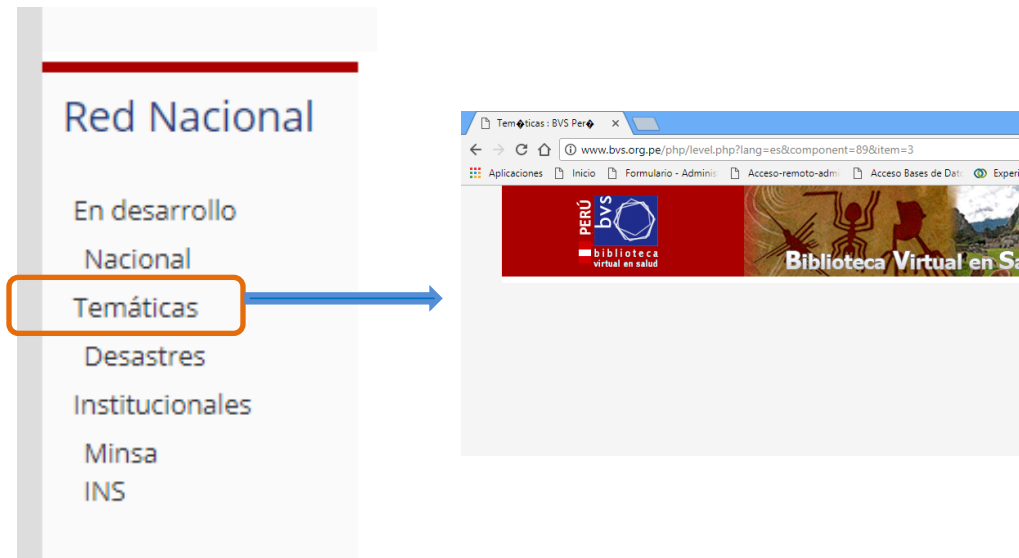 Red Nacional
En desarrollo
Nacional
Temáticas
Desastres
Institucionales
Minsa
INS
Tem�ticas : BVS Per�
www.bvs.org.pe/php/level.php?lang=es&component=89&item=3
Aplicaciones Inicio Formulario - Adminis Acceso-remoto-adm Acceso Bases de Dat Experi
PERÚ
bvs
biblioteca
virtual en salud
Biblioteca Virtual en Sa